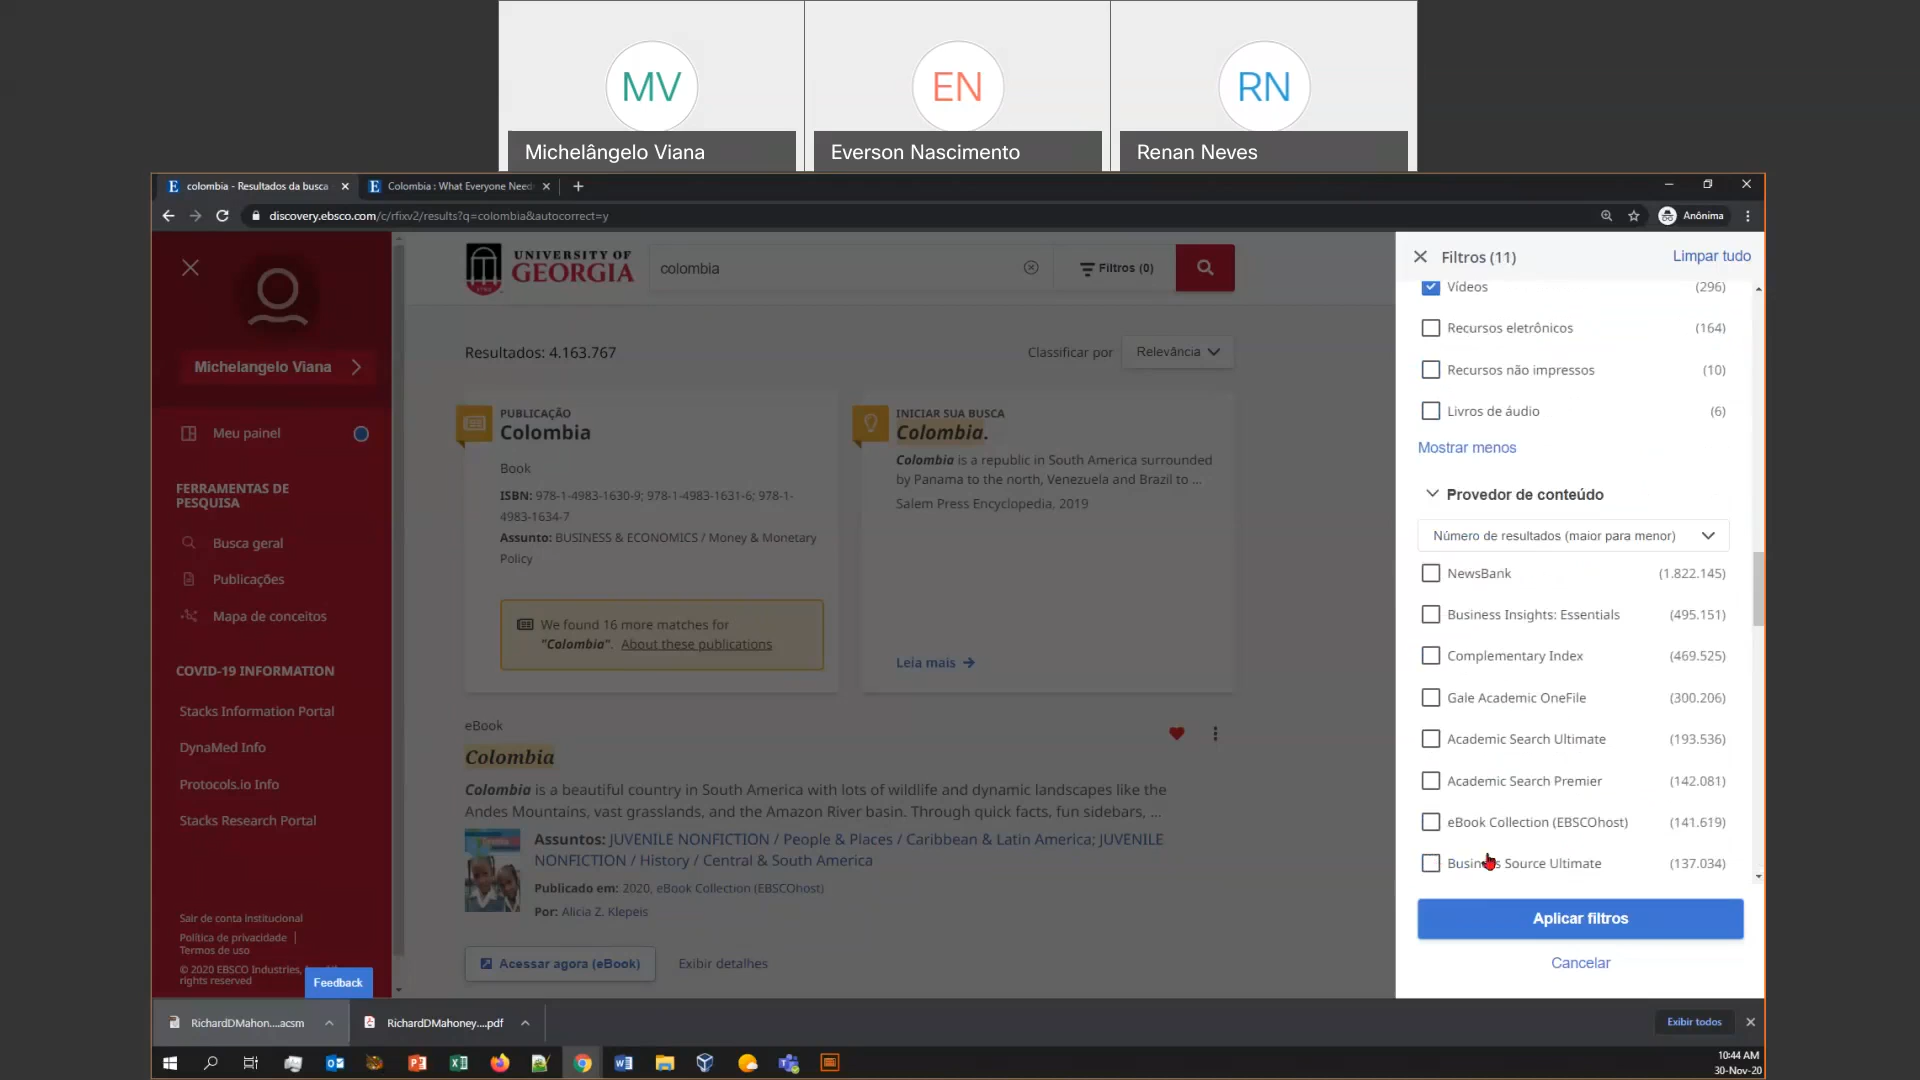 MV
EN
RN
Michelângelo Viana
Everson Nascimento
Renan Neves
colombia - Resultados da busca
Colombia : What Everyone Need
discovery.ebsco.com/c/rfixv2/results?q=colombia&autocorrect=y
Anônima
Michelangelo Viana
Meu painel
FERRAMENTAS DE
PESQUISA
Busca geral
Publicações
Mapa de conceitos
COVID-19 INFORMATION
Stacks Information Portal
DynaMed Info
Protocols.io Info
Stacks Research Portal
Sair de conta institucional
Política de privacidade |
Termos de uso
© 2020 EBSCO Industries,
rights reserved
Feedback
UNIVERSITY OF
GEORGIA
colombia
Filtros (0)
Resultados: 4.163.767
Classificar por
Relevância
PUBLICAÇÃO
Colombia
Book
ISBN: 978-1-4983-1630-9; 978-1-4983-1631-6; 978-1-
4983-1634-7
Assunto: BUSINESS & ECONOMICS / Money & Monetary
Policy
We found 16 more matches for
"Colombia". About these publications
INICIAR SUA BUSCA
Colombia.
Colombia is a republic in South America surrounded
by Panama to the north, Venezuela and Brazil to ...
Salem Press Encyclopedia, 2019
Leia mais
eBook
Colombia
Colombia is a beautiful country in South America with lots of wildlife and dynamic landscapes like the
Andes Mountains, vast grasslands, and the Amazon River basin. Through quick facts, fun sidebars, ...
Assuntos: JUVENILE NONFICTION / People & Places / Caribbean & Latin America; JUVENILE
NONFICTION / History / Central & South America
Publicado em: 2020, eBook Collection (EBSCOhost)
Por: Alicia Z. Klepeis
Acessar agora (eBook)
Exibir detalhes
Filtros (11)
Limpar tudo
Vídeos (296)
Recursos eletrônicos (164)
Recursos não impressos (10)
Livros de áudio (6)
Mostrar menos
Provedor de conteúdo
Número de resultados (maior para menor)
NewsBank (1.822.145)
Business Insights: Essentials (495.151)
Complementary Index (469.525)
Gale Academic OneFile (300.206)
Academic Search Ultimate (193.536)
Academic Search Premier (142.081)
eBook Collection (EBSCOhost) (141.619)
Business Source Ultimate (137.034)
Aplicar filtros
Cancelar
RichardDMahon....acsm
RichardDMahoney....pdf
Exibir todos
10:44 AM
30-Nov-20